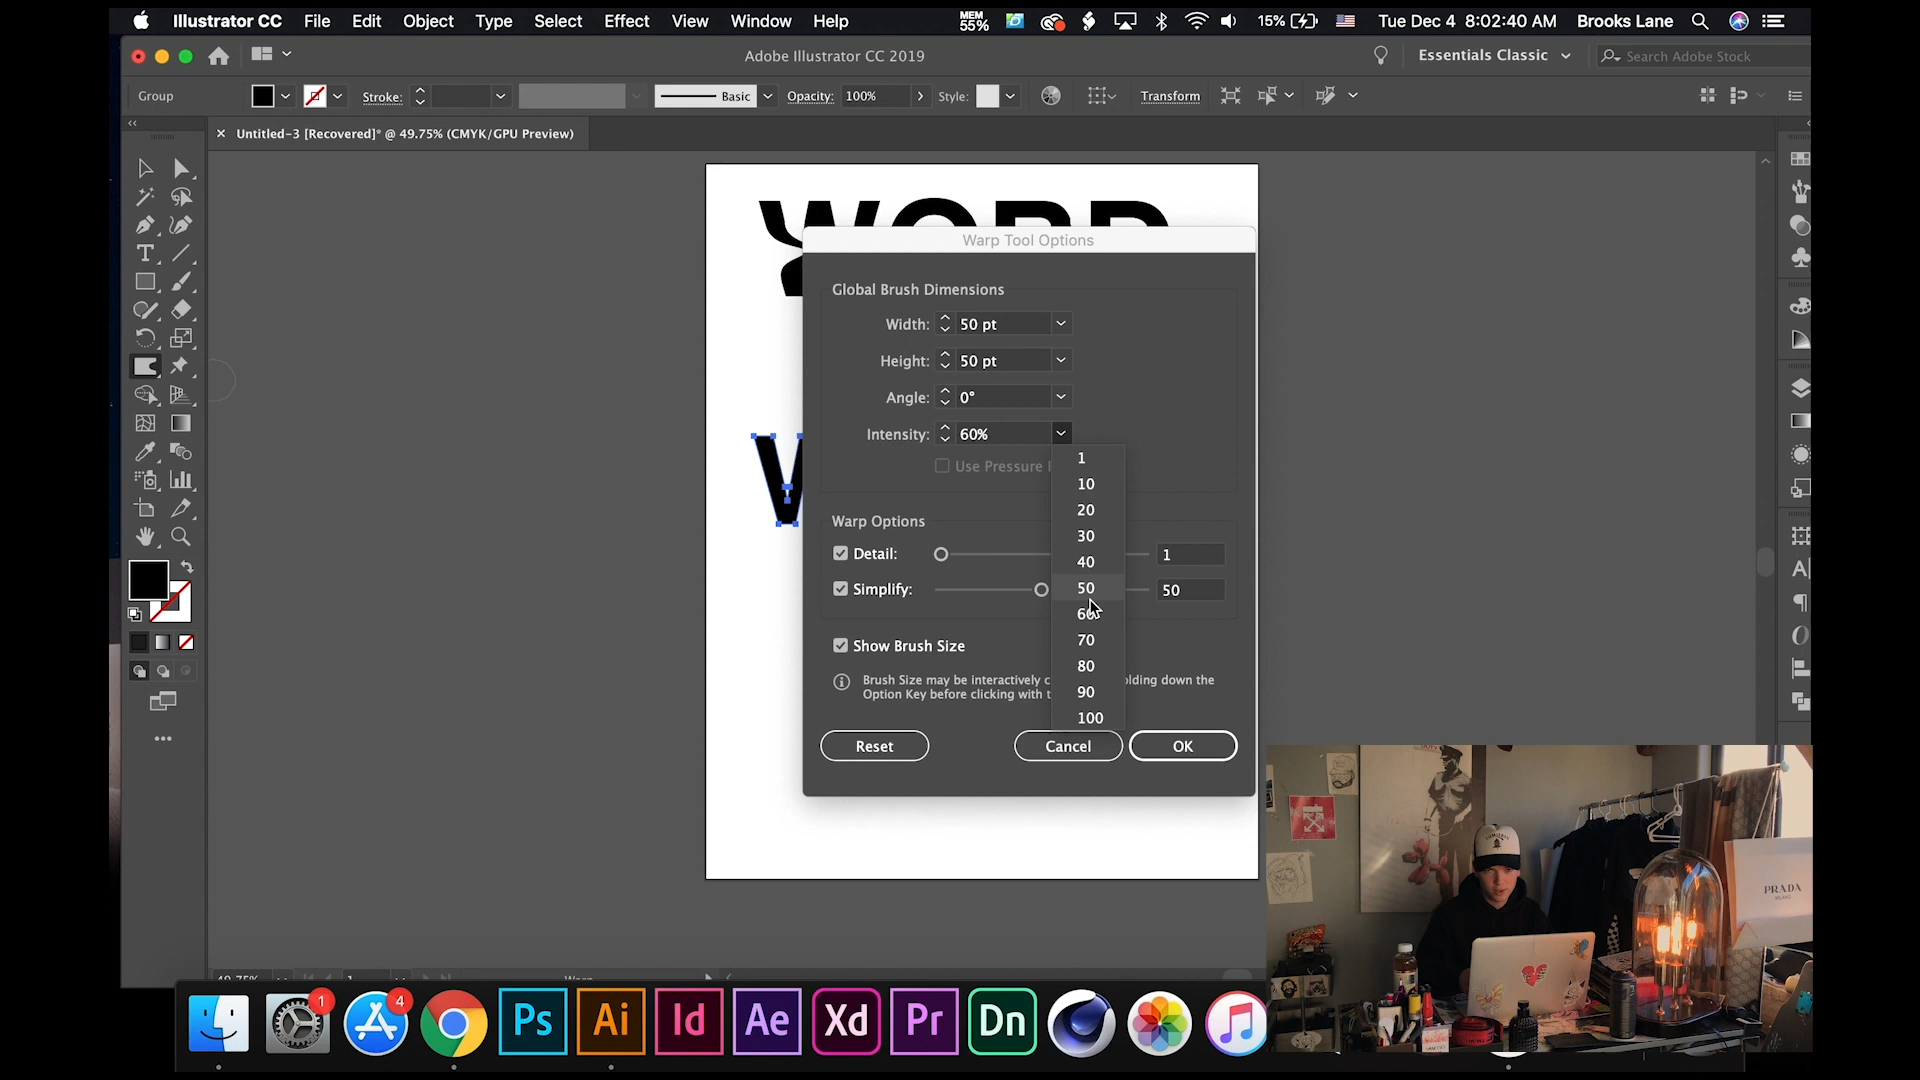 Illustrator CC File Edit Object Type Select Effect View Window Help MEM 55% 15% Tue Dec 4 8:02:40 AM Brooks Lane
Adobe Illustrator CC 2019 Essentials Classic Search Adobe Stock
Group Stroke: Basic Opacity: 100% Style: Transform
Untitled-3 [Recovered]* @ 49.75% (CMYK/GPU Preview)
Warp Tool Options
Global Brush Dimensions
Width: 50 pt
Height: 50 pt
Angle: 0°
Intensity: 60%
1
Use Pressure
10
20
Warp Options
30
Detail: 1
40
Simplify: 50
50
60
70
Show Brush Size
80
Brush Size may be interactively c lding down the
90
Option Key before clicking with t
100
Reset Cancel OK
PRADA
MILANO
1 4 Ps Ai Id Ae Xd Pr Dn